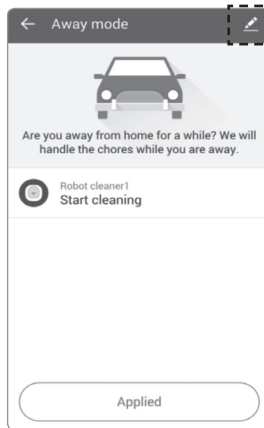 Away mode
Are you away from home for a while? We will
handle the chores while you are away.
Robot cleaner1
Start cleaning
Applied